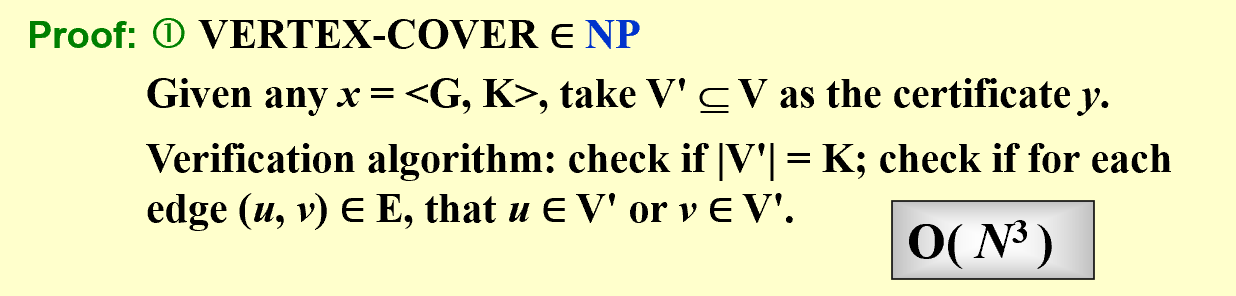 Proof: ① VERTEX-COVER ∈ NP
Given any x = <G, K>, take V' ⊆ V as the certificate y.
Verification algorithm: check if |V'| = K; check if for each
edge (u, v) ∈ E, that u ∈ V' or v ∈ V'.
O( N³ )